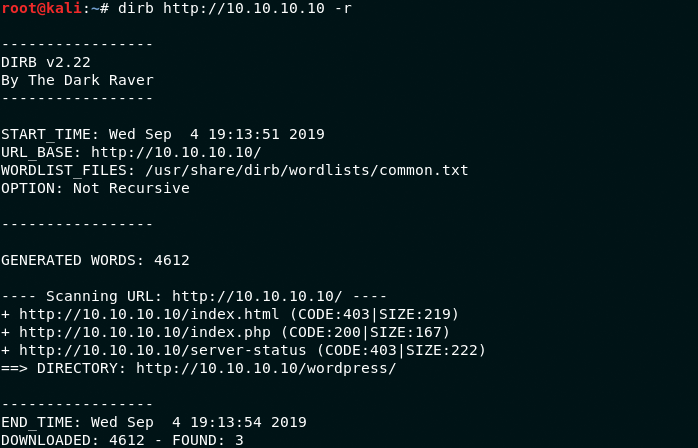 root@kali:~# dirb http://10.10.10.10 -r
-----------------
DIRB v2.22
By The Dark Raver
-----------------
START_TIME: Wed Sep  4 19:13:51 2019
URL_BASE: http://10.10.10.10/
WORDLIST_FILES: /usr/share/dirb/wordlists/common.txt
OPTION: Not Recursive
-----------------
GENERATED WORDS: 4612
---- Scanning URL: http://10.10.10.10/ ----
+ http://10.10.10.10/index.html (CODE:403|SIZE:219)
+ http://10.10.10.10/index.php (CODE:200|SIZE:167)
+ http://10.10.10.10/server-status (CODE:403|SIZE:222)
==> DIRECTORY: http://10.10.10.10/wordpress/
-----------------
END_TIME: Wed Sep  4 19:13:54 2019
DOWNLOADED: 4612 - FOUND: 3